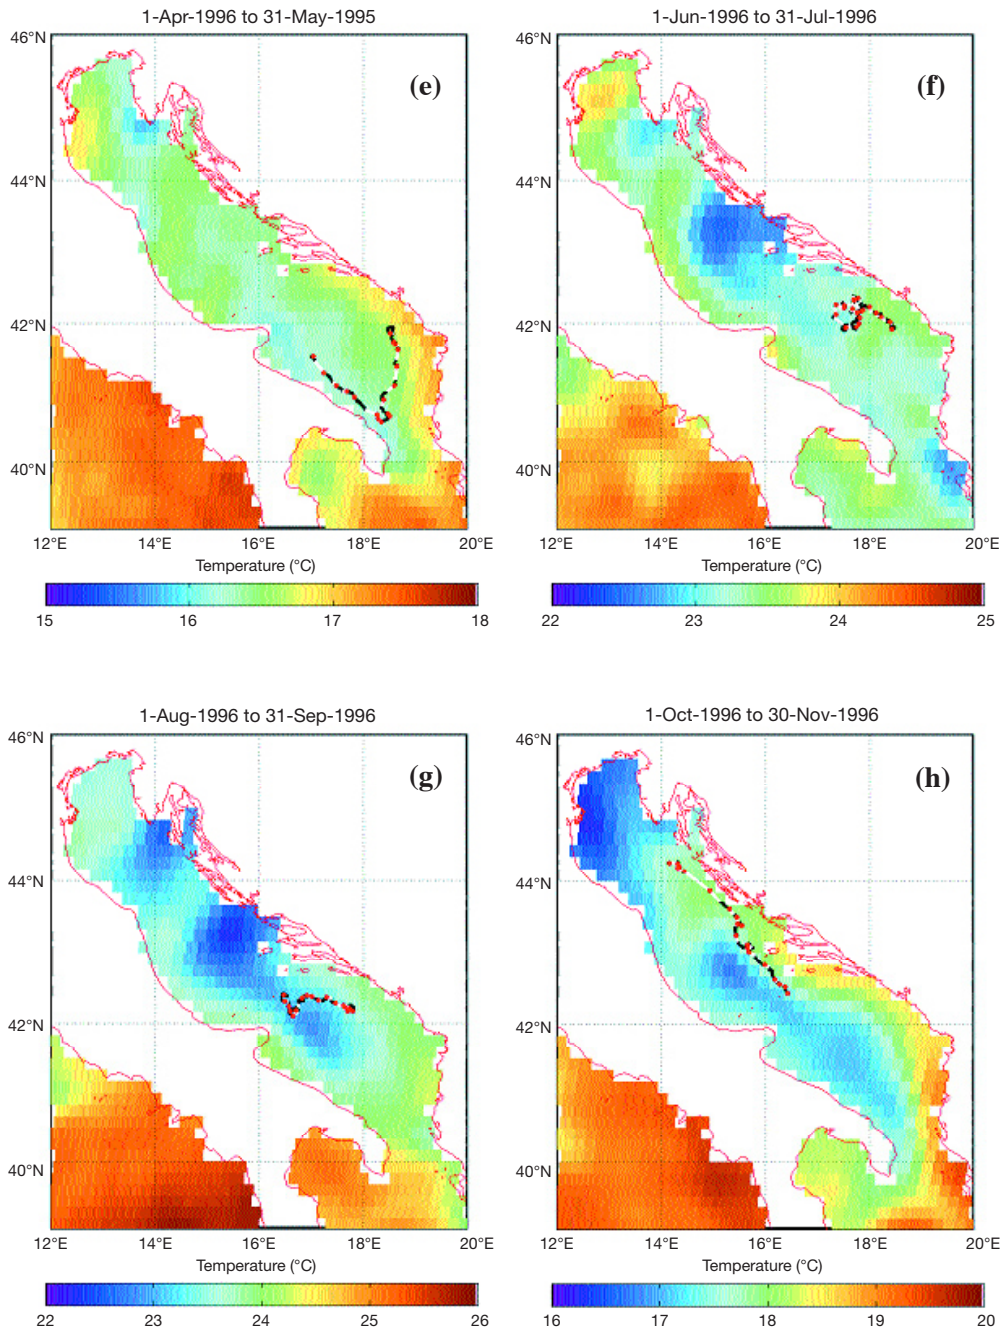 1-Apr-1996 to 31-May-1995
1-Jun-1996 to 31-Jul-1996
46°N
(e)
44°N
42°N
40°N
12°E 14°E 16°E 18°E 20°E
Temperature (°C)
15 16 17 18
46°N
(f)
44°N
42°N
40°N
12°E 14°E 16°E 18°E 20°E
Temperature (°C)
22 23 24 25
1-Aug-1996 to 31-Sep-1996
1-Oct-1996 to 30-Nov-1996
46°N
(g)
44°N
42°N
40°N
12°E 14°E 16°E 18°E 20°E
Temperature (°C)
22 23 24 25 26
46°N
(h)
44°N
42°N
40°N
12°E 14°E 16°E 18°E 20°E
Temperature (°C)
16 17 18 19 20